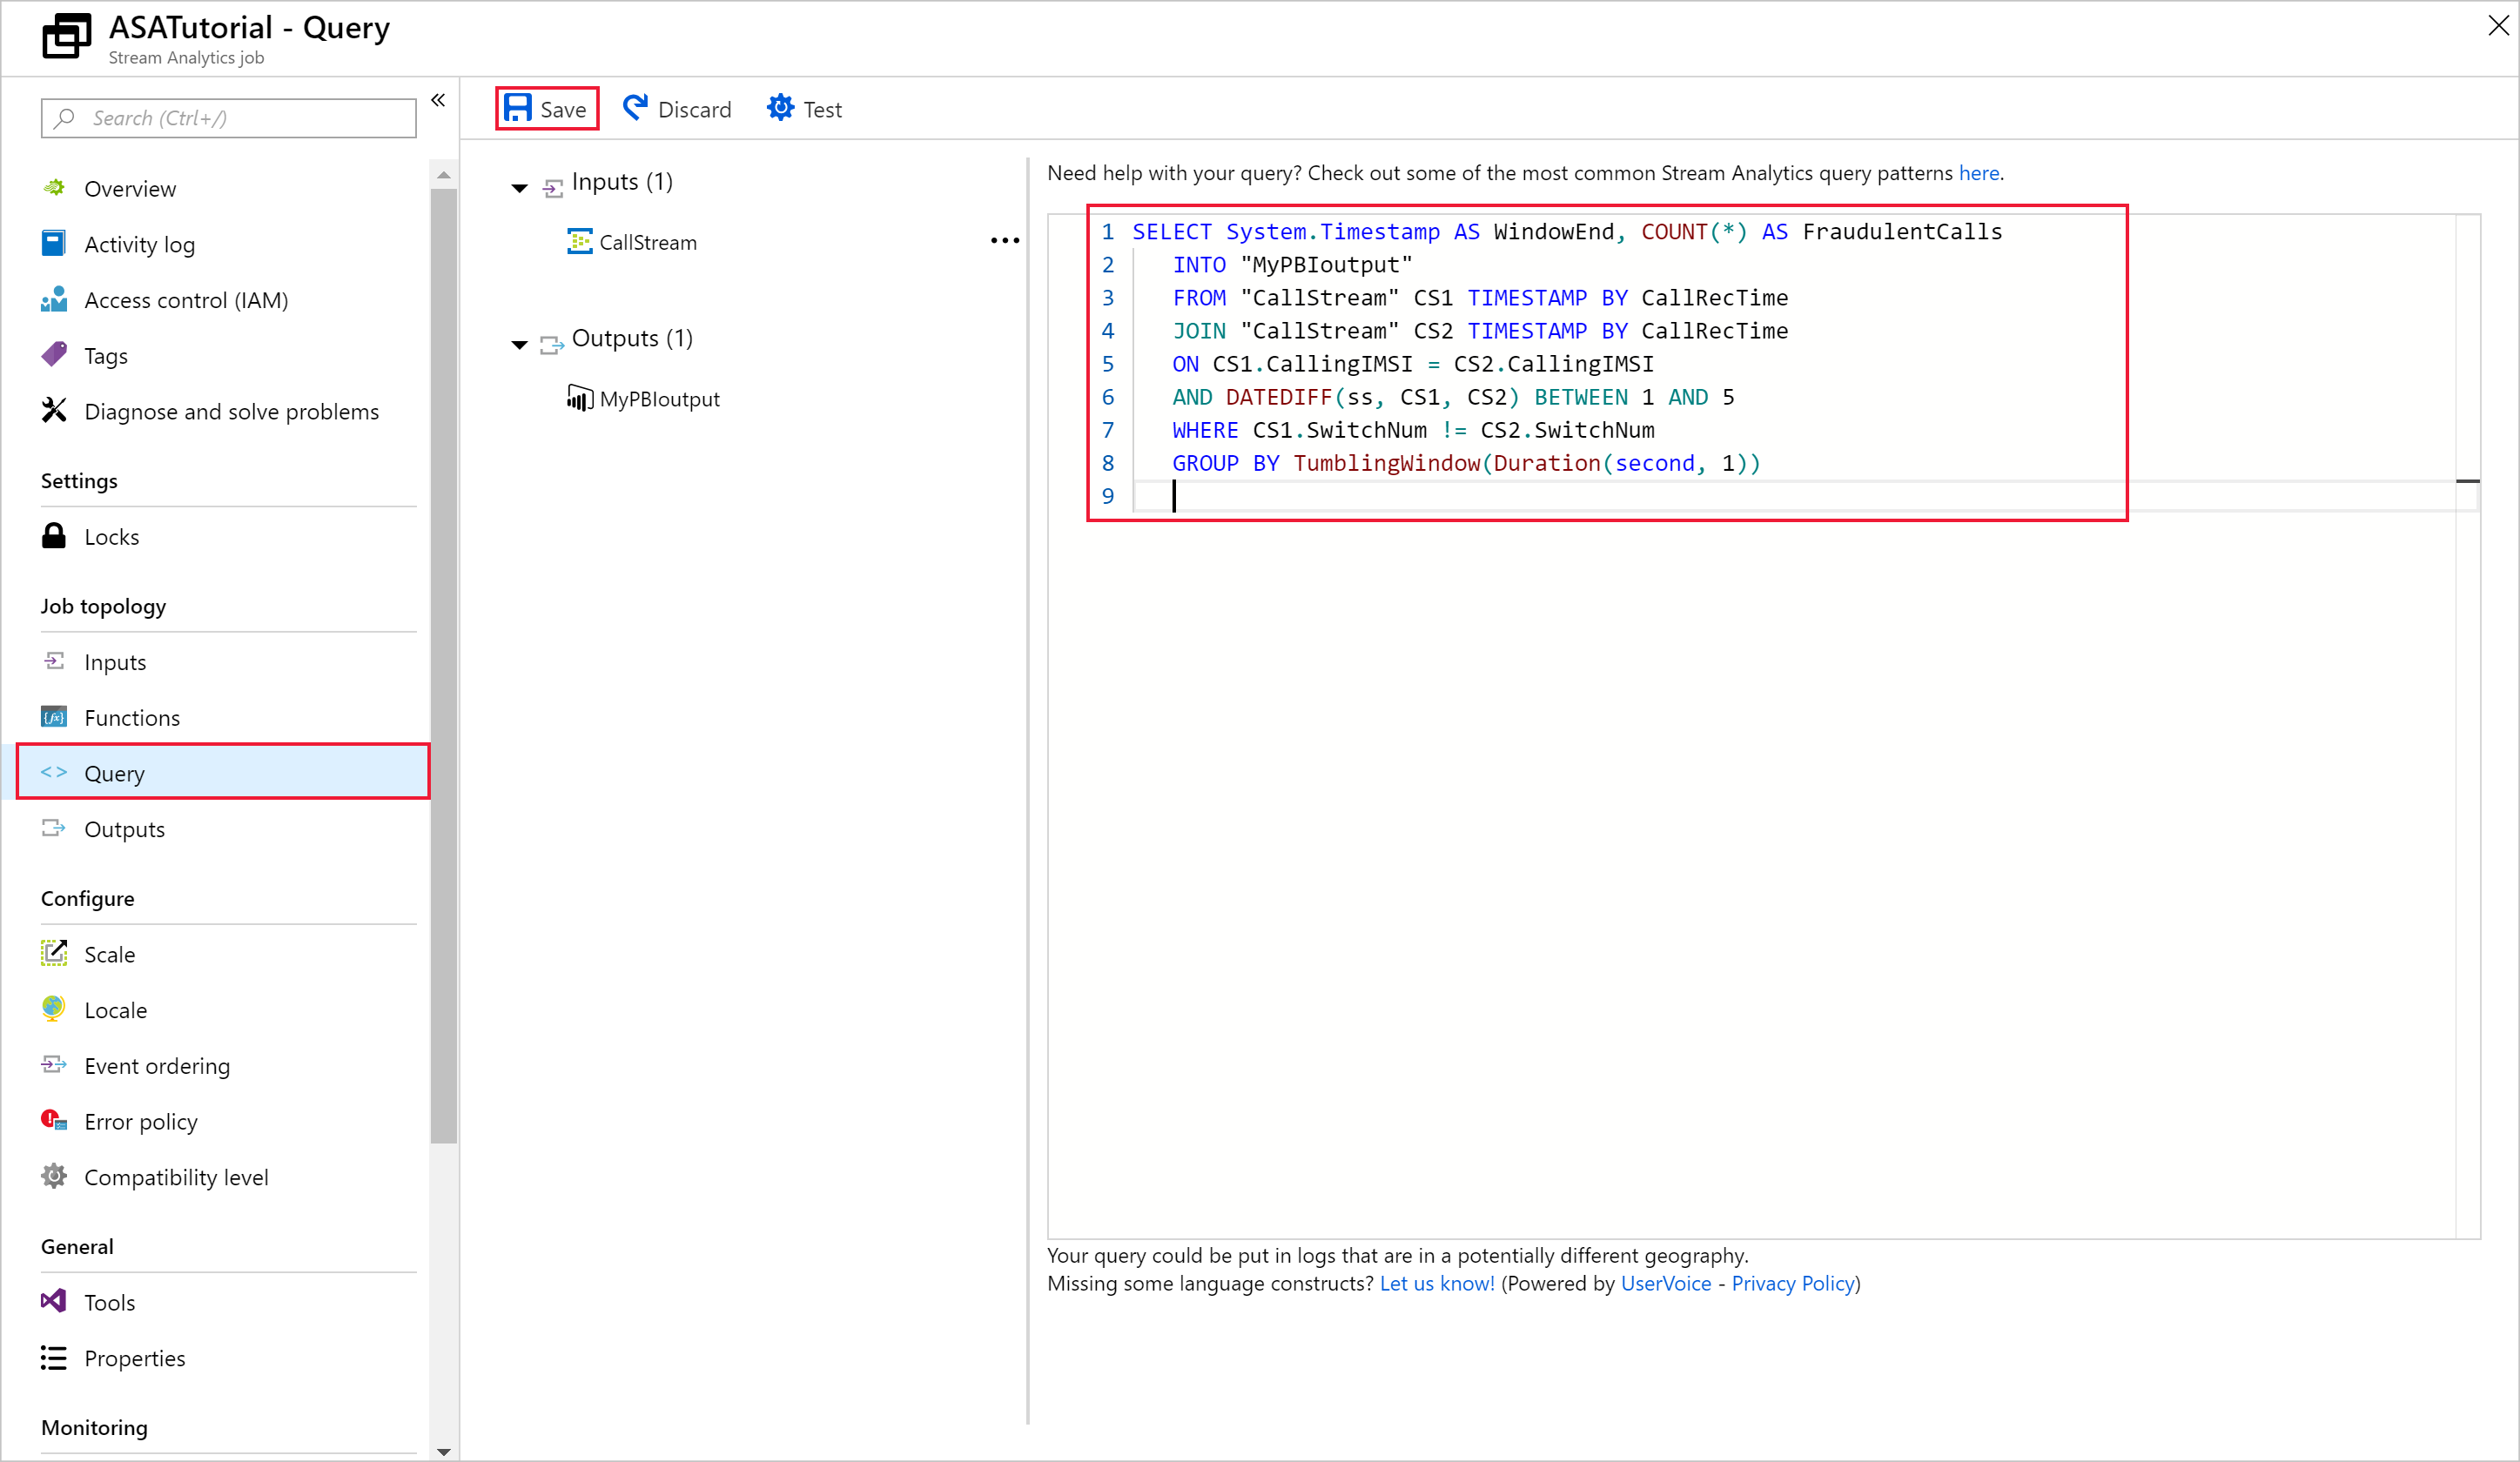 ASATutorial - Query
Stream Analytics job
Search (Ctrl+/)
Overview
Activity log
Access control (IAM)
Tags
Diagnose and solve problems
Settings
Locks
Job topology
Inputs
Functions
Query
Outputs
Configure
Scale
Locale
Event ordering
Error policy
Compatibility level
General
Tools
Properties
Monitoring
Save
Discard
Test
Inputs (1)
CallStream
Outputs (1)
MyPBIoutput
Need help with your query? Check out some of the most common Stream Analytics query patterns here.
1 SELECT System.Timestamp AS WindowEnd, COUNT(*) AS FraudulentCalls
2 INTO "MyPBIoutput"
3 FROM "CallStream" CS1 TIMESTAMP BY CallRecTime
4 JOIN "CallStream" CS2 TIMESTAMP BY CallRecTime
5 ON CS1.CallingIMSI = CS2.CallingIMSI
6 AND DATEDIFF(ss, CS1, CS2) BETWEEN 1 AND 5
7 WHERE CS1.SwitchNum != CS2.SwitchNum
8 GROUP BY TumblingWindow(Duration(second, 1))
9
Your query could be put in logs that are in a potentially different geography.
Missing some language constructs? Let us know! (Powered by UserVoice - Privacy Policy)